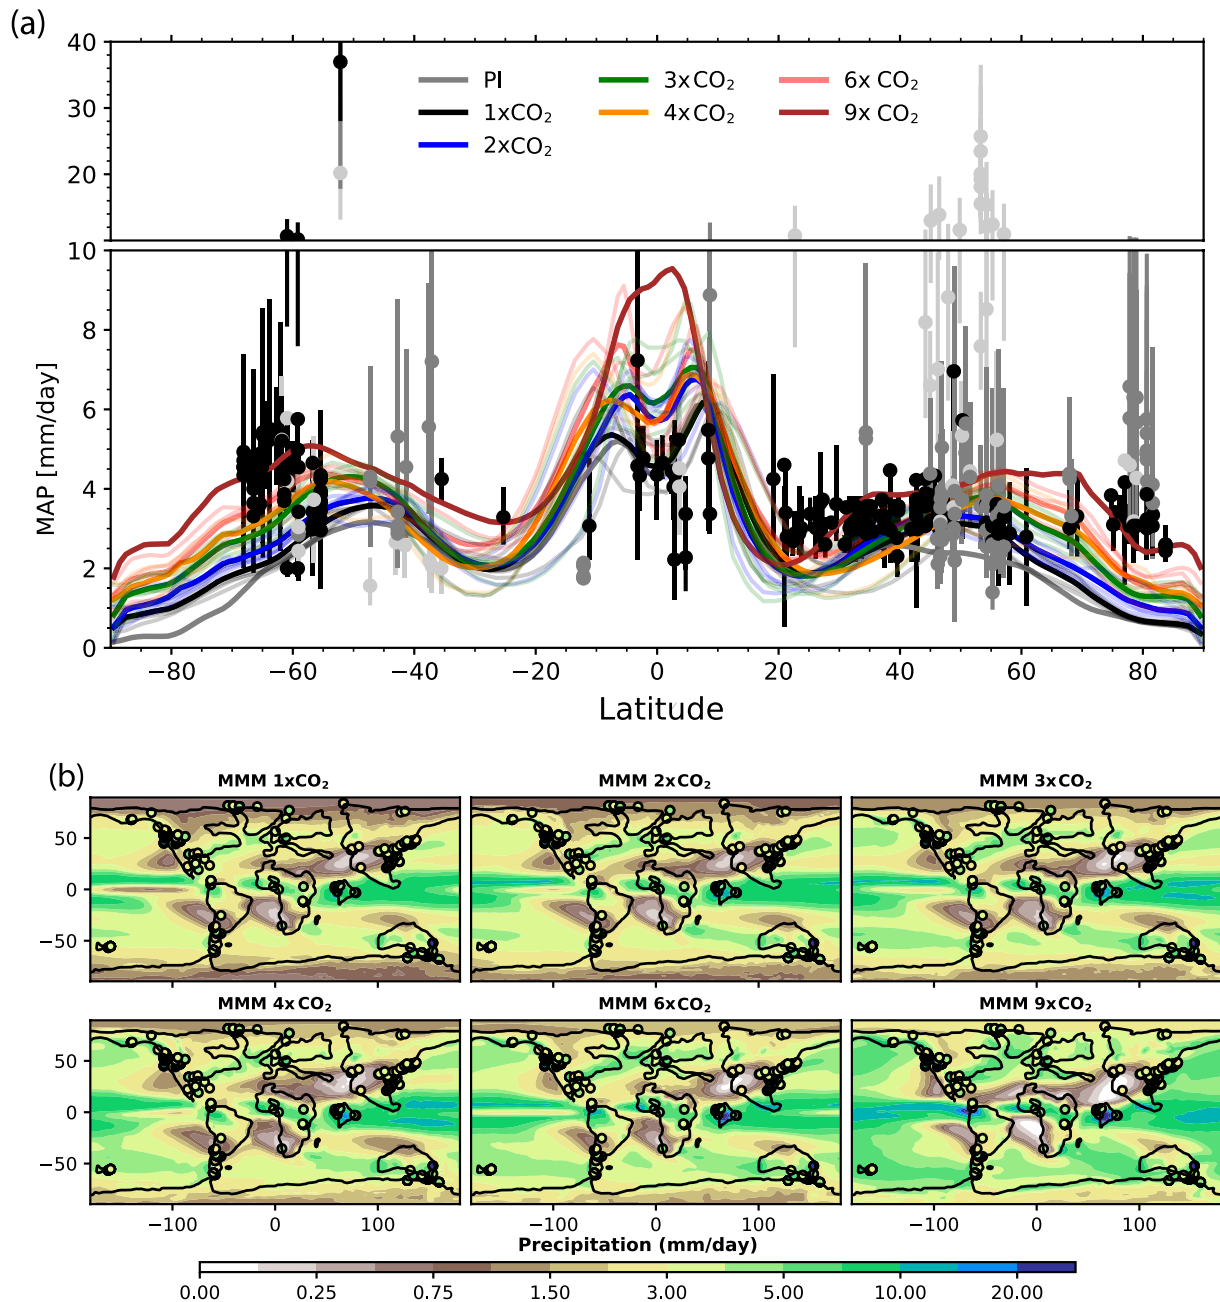 (a)
40
30
20
10
8
6
4
2
0
MAP [mm/day]
PI
1xCO₂
2xCO₂
3xCO₂
4xCO₂
6x CO₂
9x CO₂
−80 −60 −40 −20 0 20 40 60 80
Latitude
(b)
MMM 1xCO₂ MMM 2xCO₂ MMM 3xCO₂
50
0
−50
MMM 4xCO₂ MMM 6xCO₂ MMM 9xCO₂
50
0
−50
−100 0 100 −100 0 100 −100 0 100
Precipitation (mm/day)
0.00 0.25 0.75 1.50 3.00 5.00 10.00 20.00